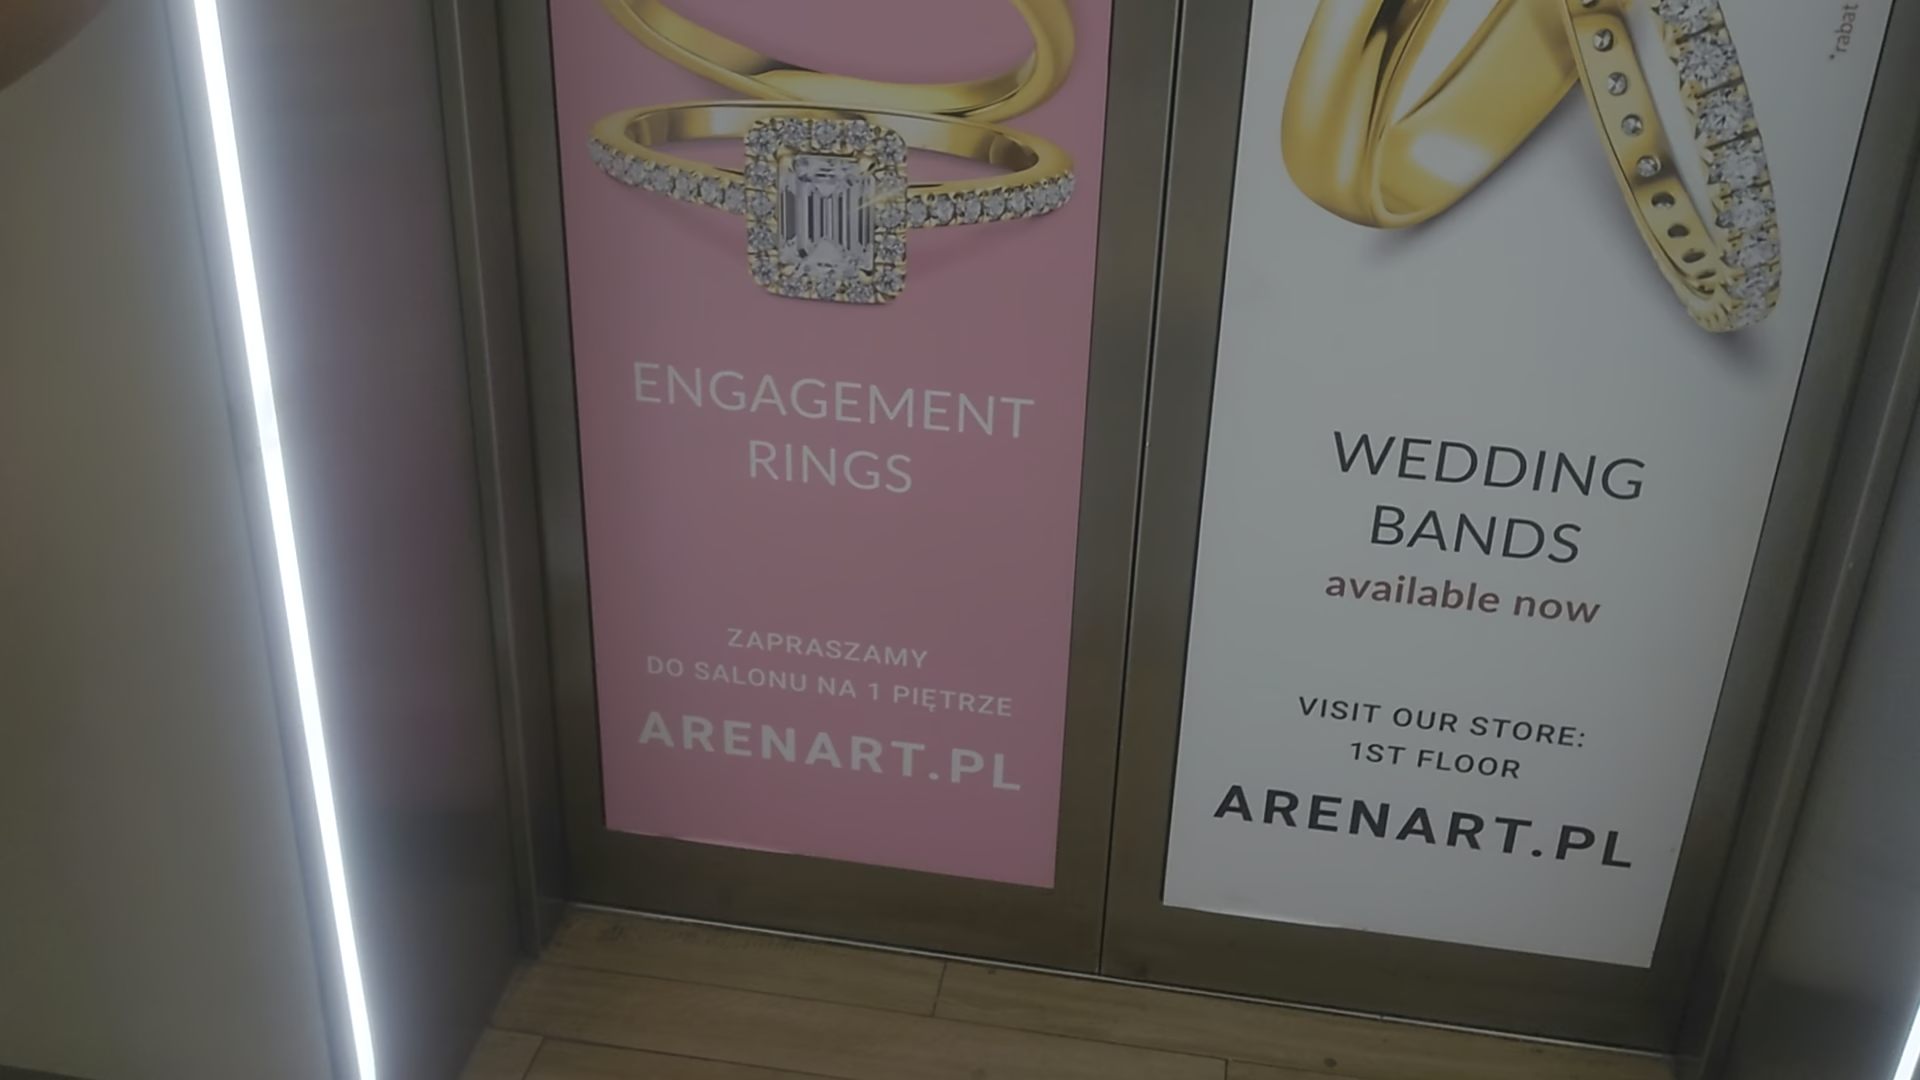 ENGAGEMENT
RINGS
ZAPRASZAMY
DO SALONU NA 1 PIĘTRZE
ARENART.PL
*rabat
WEDDING
BANDS
available now
VISIT OUR STORE:
1ST FLOOR
ARENART.PL